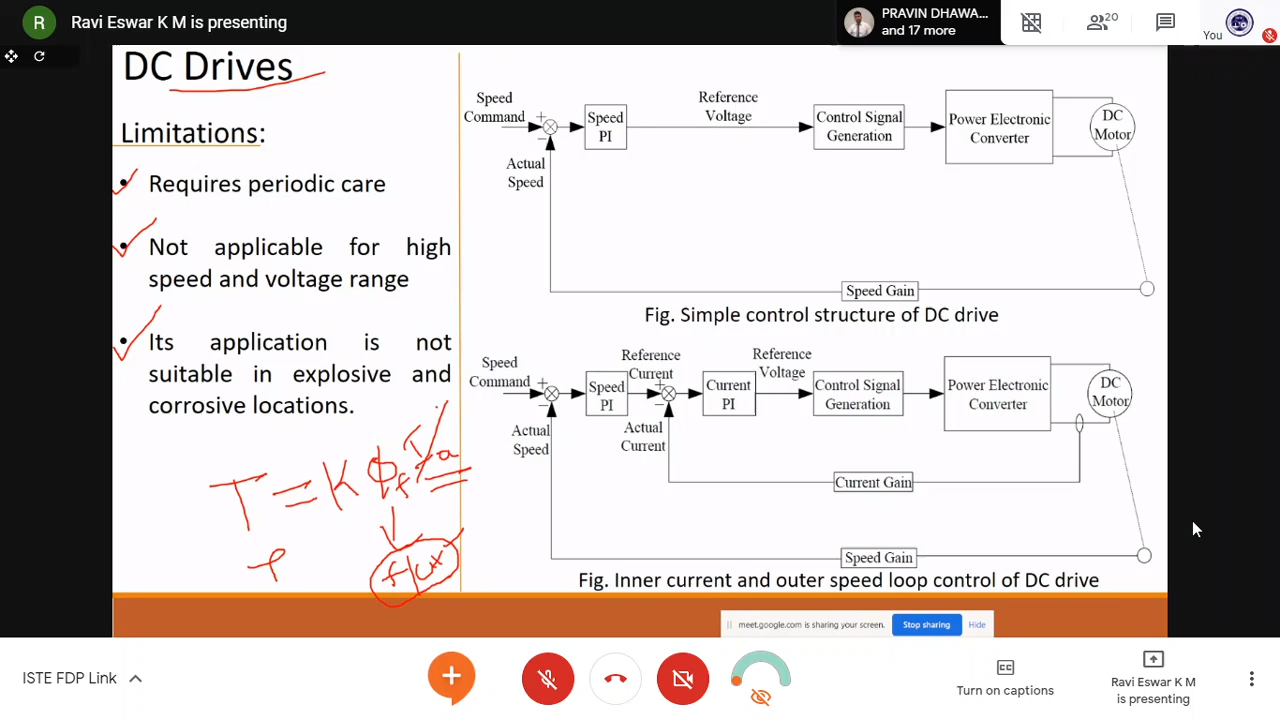 R Ravi Eswar K M is presenting
PRAVIN DHAWA...
and 17 more
20
You
DC Drives
Limitations:
• Requires periodic care
• Not applicable for high
speed and voltage range
• Its application is not
suitable in explosive and
corrosive locations.
T = K Φf Ia
flux
Speed
Command
+
−
Actual
Speed
Speed
PI
Reference
Voltage
Control Signal
Generation
Power Electronic
Converter
DC
Motor
Speed Gain
Fig. Simple control structure of DC drive
Speed
Command
+
−
Actual
Speed
Speed
PI
Reference
Current
+
−
Actual
Current
Current
PI
Reference
Voltage
Control Signal
Generation
Power Electronic
Converter
DC
Motor
Current Gain
Speed Gain
Fig. Inner current and outer speed loop control of DC drive
meet.google.com is sharing your screen. Stop sharing Hide
ISTE FDP Link
CC
Turn on captions
Ravi Eswar K M
is presenting